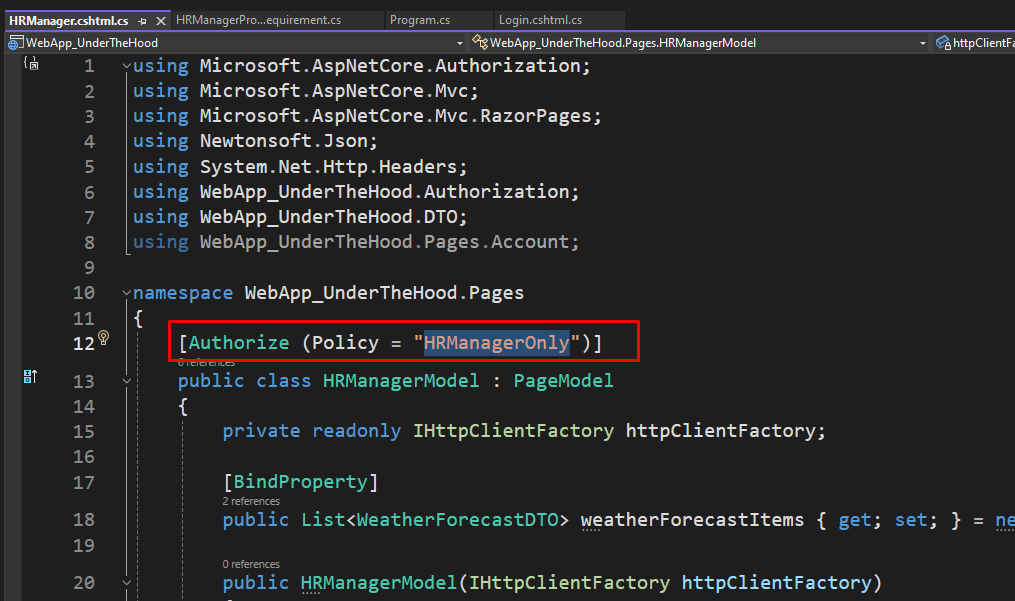 HRManager.cshtml.cs HRManagerPro...equirement.cs Program.cs Login.cshtml.cs
WebApp_UnderTheHood WebApp_UnderTheHood.Pages.HRManagerModel httpClientFa
1 using Microsoft.AspNetCore.Authorization;
2 using Microsoft.AspNetCore.Mvc;
3 using Microsoft.AspNetCore.Mvc.RazorPages;
4 using Newtonsoft.Json;
5 using System.Net.Http.Headers;
6 using WebApp_UnderTheHood.Authorization;
7 using WebApp_UnderTheHood.DTO;
8 using WebApp_UnderTheHood.Pages.Account;
9
10 namespace WebApp_UnderTheHood.Pages
11 {
12 [Authorize (Policy = "HRManagerOnly")]
0 references
13 public class HRManagerModel : PageModel
14 {
15 private readonly IHttpClientFactory httpClientFactory;
16
17 [BindProperty]
2 references
18 public List<WeatherForecastDTO> weatherForecastItems { get; set; } = ne
19
0 references
20 public HRManagerModel(IHttpClientFactory httpClientFactory)